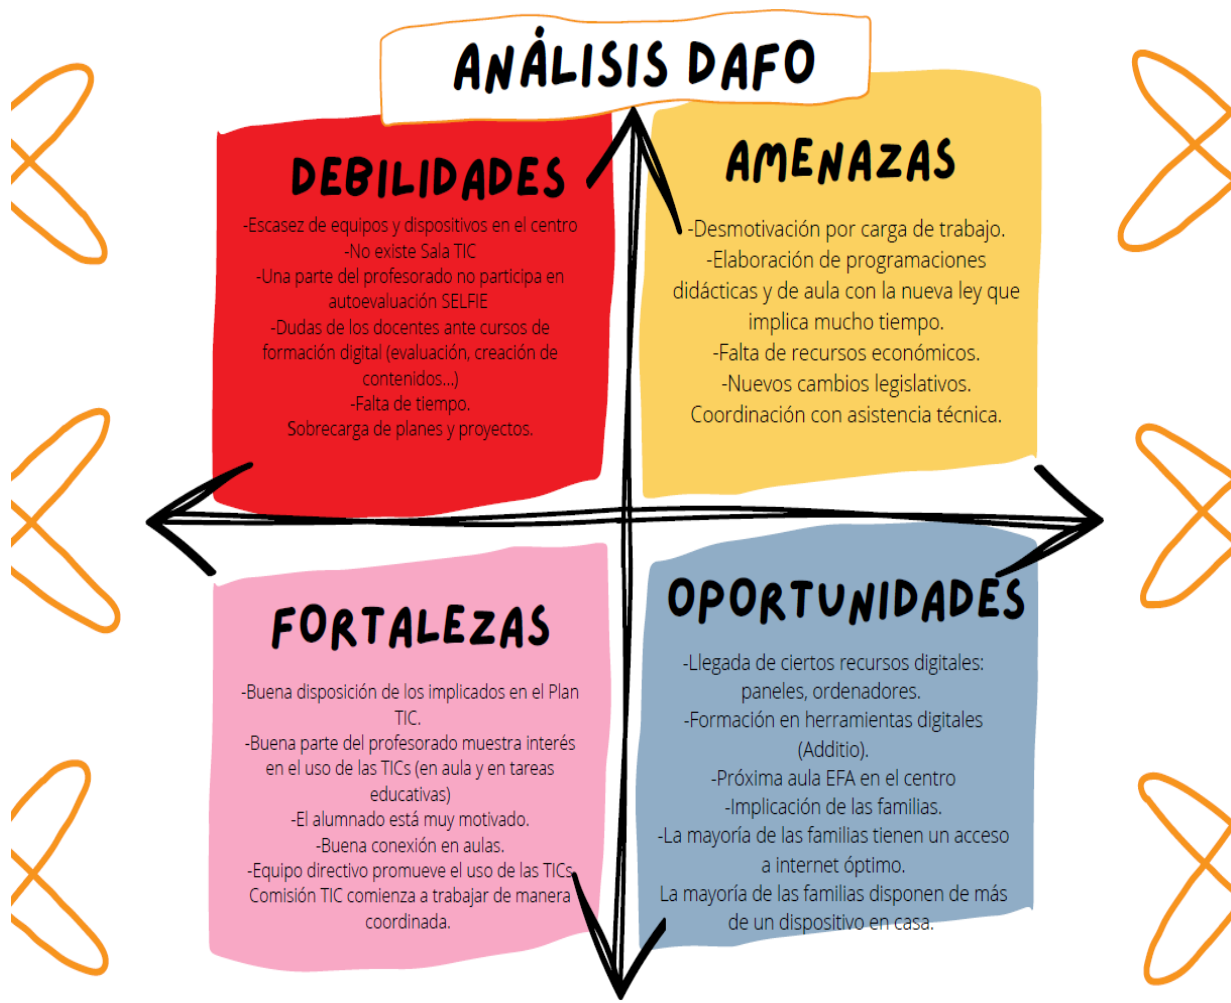 ANÁLISIS DAFO
DEBILIDADES
-Escasez de equipos y dispositivos en el centro
-No existe Sala TIC
-Una parte del profesorado no participa en
autoevaluación SELFIE
-Dudas de los docentes ante cursos de
formación digital (evaluación, creación de
contenidos...)
-Falta de tiempo.
Sobrecarga de planes y proyectos.
AMENAZAS
-Desmotivación por carga de trabajo.
-Elaboración de programaciones
didácticas y de aula con la nueva ley que
implica mucho tiempo.
-Falta de recursos económicos.
-Nuevos cambios legislativos.
Coordinación con asistencia técnica.
FORTALEZAS
-Buena disposición de los implicados en el Plan
TIC.
-Buena parte del profesorado muestra interés
en el uso de las TICs (en aula y en tareas
educativas)
-El alumnado está muy motivado.
-Buena conexión en aulas.
-Equipo directivo promueve el uso de las TICs
Comisión TIC comienza a trabajar de manera
coordinada.
OPORTUNIDADES
-Llegada de ciertos recursos digitales:
paneles, ordenadores.
-Formación en herramientas digitales
(Additio).
-Próxima aula EFA en el centro
-Implicación de las familias.
-La mayoría de las familias tienen un acceso
a internet óptimo.
La mayoría de las familias disponen de más
de un dispositivo en casa.